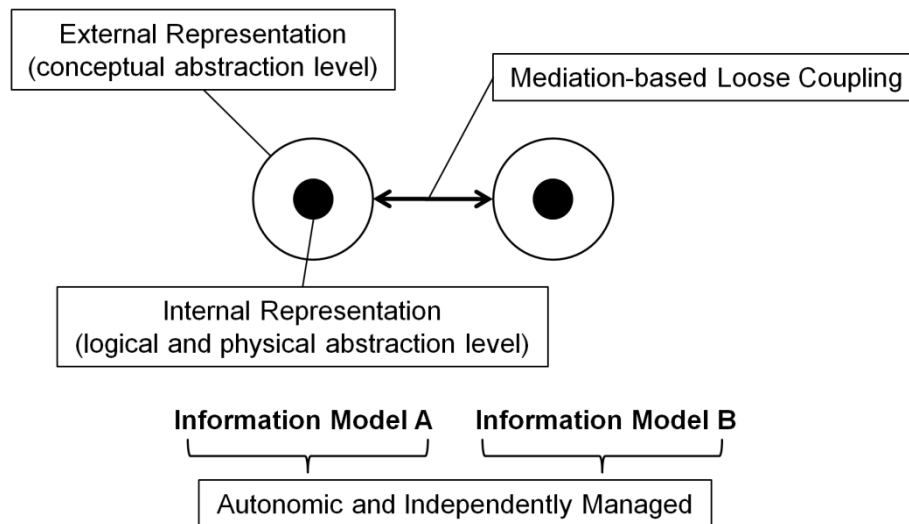 External Representation
(conceptual abstraction level)
Mediation-based Loose Coupling
Internal Representation
(logical and physical abstraction level)
Information Model A
Information Model B
Autonomic and Independently Managed